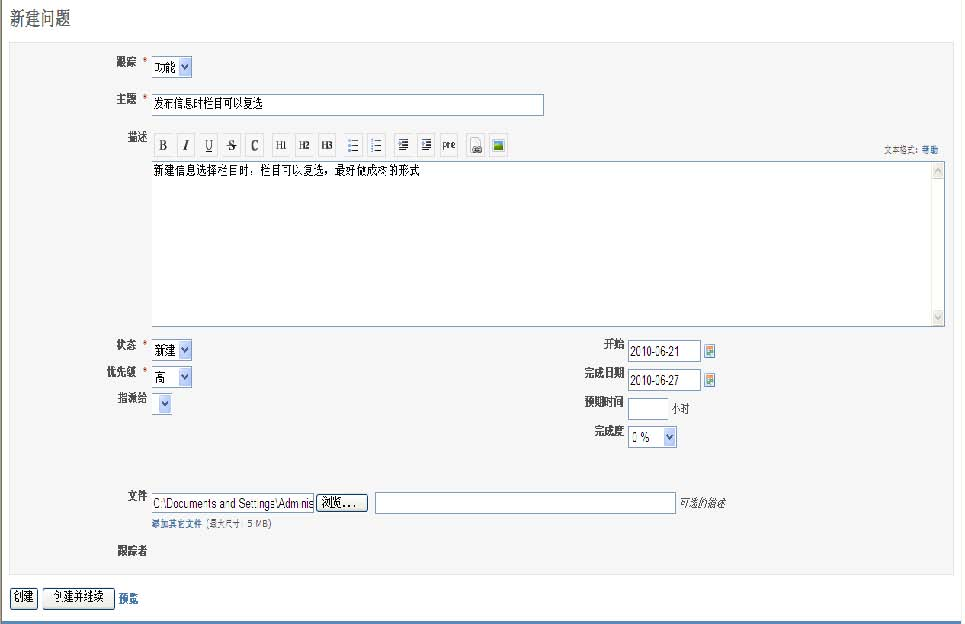 新建问题
跟踪 * 功能
主题 * 发布信息时栏目可以复选
描述 B I U S C H1 H2 H3 pre
文本格式: 帮助
新建信息选择栏目时，栏目可以复选，最好做成树的形式
状态 * 新建 开始 2010-06-21
优先级 * 高 完成日期 2010-06-27
指派给 预期时间 小时
完成度 0 %
文件 C:\Documents and Settings\Adminis 浏览... 可选的描述
添加其它文件 (最大尺寸: 5 MB)
跟踪者
创建 创建并继续 预览